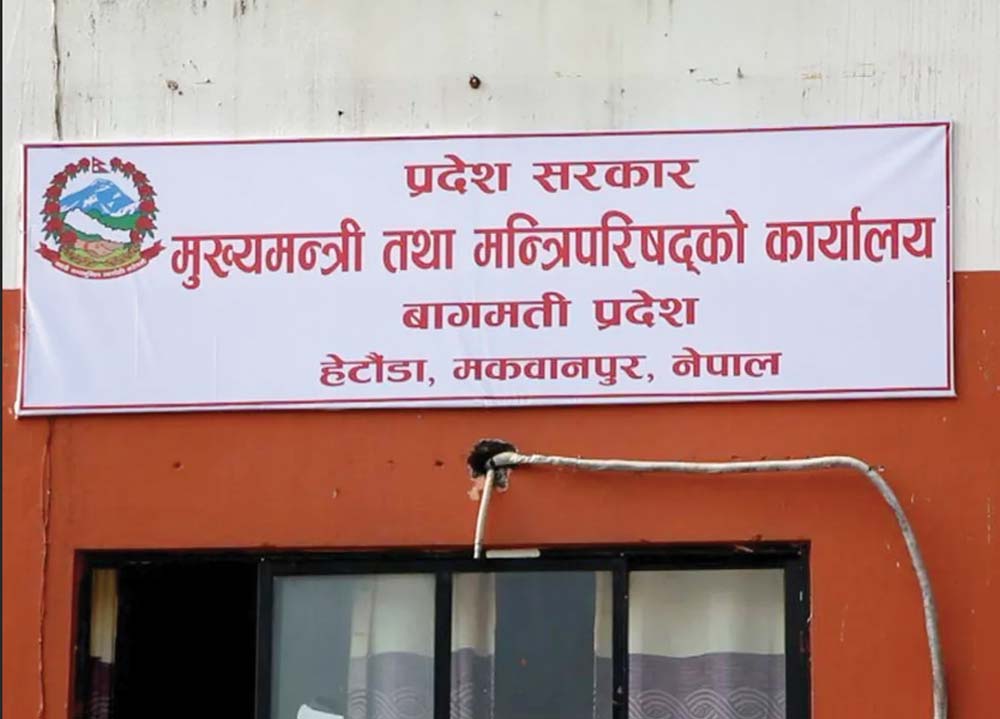 प्रदेश सरकार
मुख्यमन्त्री तथा मन्त्रिपरिषद्को कार्यालय
बागमती प्रदेश
हेटौंडा, मकवानपुर, नेपाल